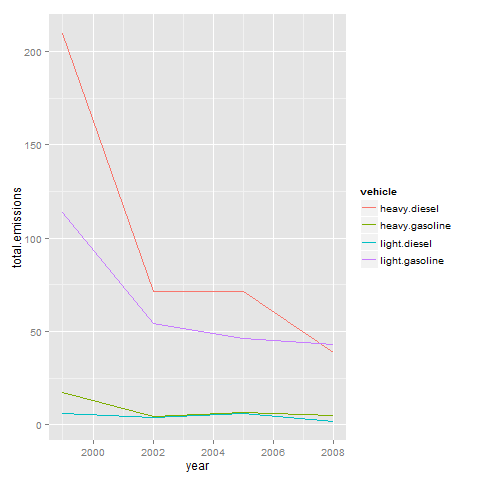 total.emissions
200
150
100
50
0
2000 2002 2004 2006 2008
year
vehicle
heavy.diesel
heavy.gasoline
light.diesel
light.gasoline